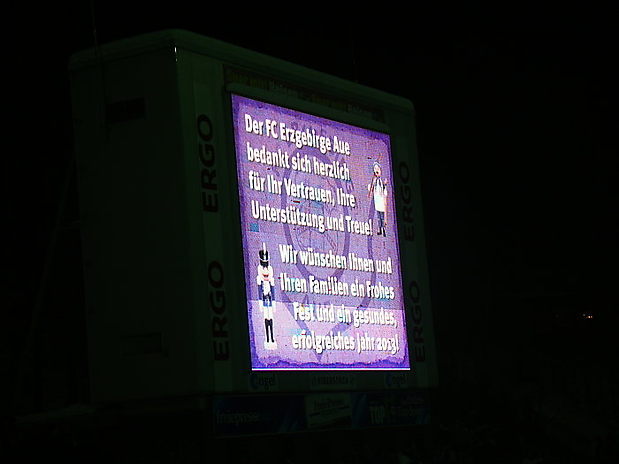 Der FC Erzgebirge Aue
bedankt sich herzlich
für Ihr Vertrauen, Ihre
Unterstützung und Treue!
Wir wünschen Ihnen und
Ihren Familien ein Frohes
Fest und ein gesundes,
erfolgreiches Jahr 2013!
ERGO
ERGO
ERGO
ERGO